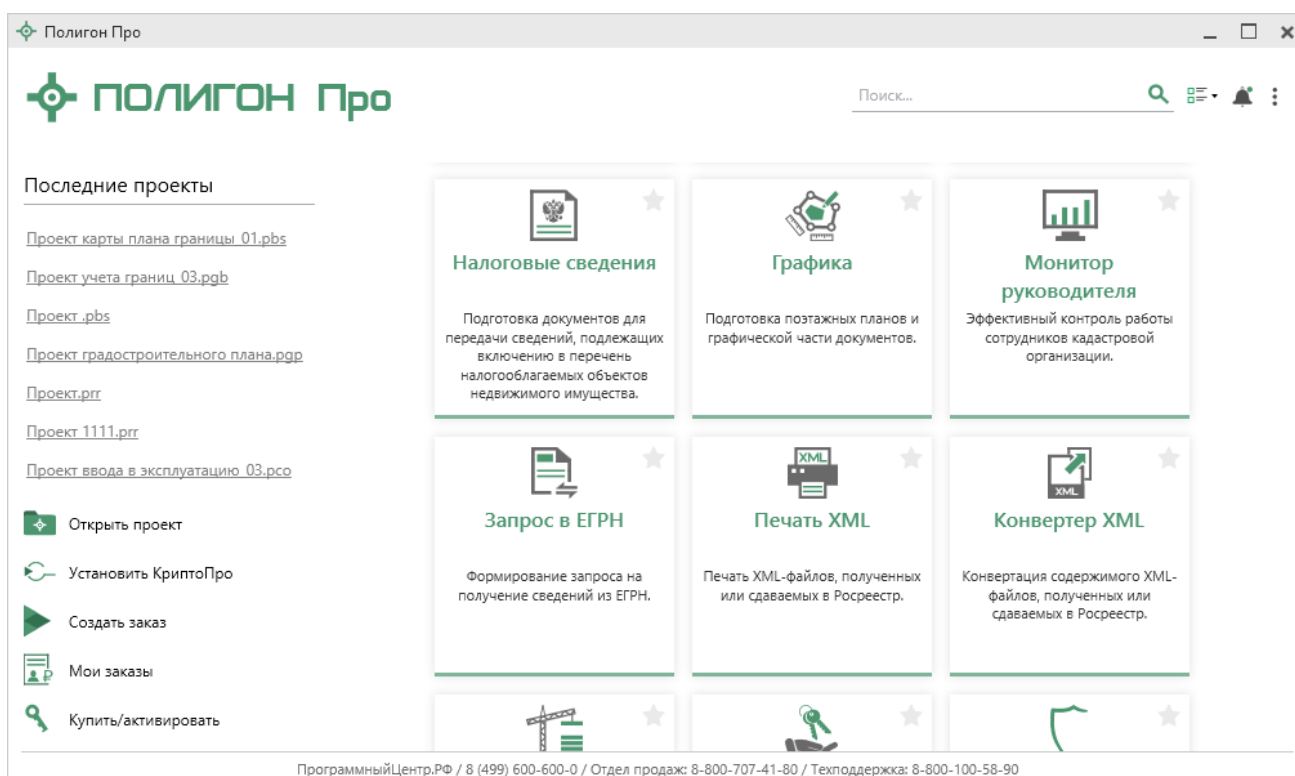 Полигон Про
ПОЛИГОН Про
Поиск...
Последние проекты
Проект карты плана границы_01.pbs
Проект учета границ_03.pgb
Проект .pbs
Проект градостроительного плана.pgp
Проект.prr
Проект 1111.prr
Проект ввода в эксплуатацию_03.pco
Открыть проект
Установить КриптоПро
Создать заказ
Мои заказы
Купить/активировать
Налоговые сведения
Подготовка документов для
передачи сведений, подлежащих
включению в перечень
налогооблагаемых объектов
недвижимого имущества.
Графика
Подготовка поэтажных планов и
графической части документов.
Монитор
руководителя
Эффективный контроль работы
сотрудников кадастровой
организации.
Запрос в ЕГРН
Формирование запроса на
получение сведений из ЕГРН.
XML
Печать XML
Печать XML-файлов, полученных
или сдаваемых в Росреестр.
XML
Конвертер XML
Конвертация содержимого XML-
файлов, полученных или
сдаваемых в Росреестр.
ПрограммныйЦентр.РФ / 8 (499) 600-600-0 / Отдел продаж: 8-800-707-41-80 / Техподдержка: 8-800-100-58-90